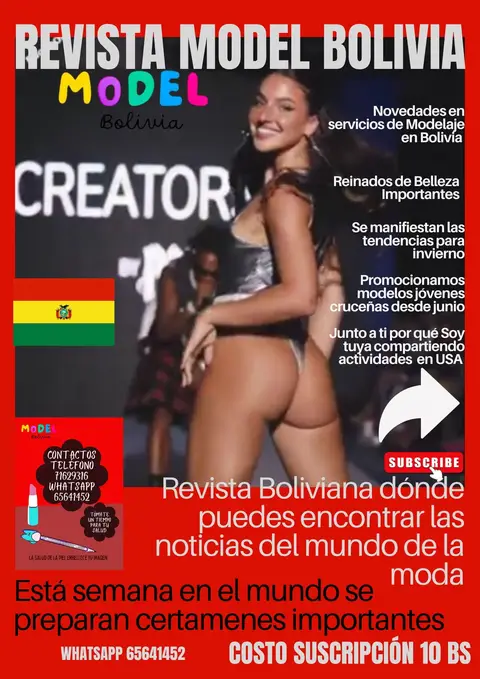 REVISTA MODEL BOLIVIA
MODEL
Bolivia
Novedades en
servicios de Modelaje
en Bolivía
CREATOR
Reinados de Belleza
Importantes
Se manifiestan las
tendencias para
invierno
Promocionamos
modelos jóvenes
cruceñas desde junio
Junto a ti por qué Soy
tuya compartiendo
actividades en USA
MODEL
Bolivia
CONTACTOS
TELÉFONO
71629316
WHATSAPP
65641452
TÓMATE
UN TIEMPO
PARA TU
SALUD
SUBSCRIBE
Revista Boliviana dónde
puedes encontrar las
noticias del mundo de la
moda
Está semana en el mundo se
preparan certamenes importantes
WHATSAPP 65641452
COSTO SUSCRIPCIÓN 10 BS